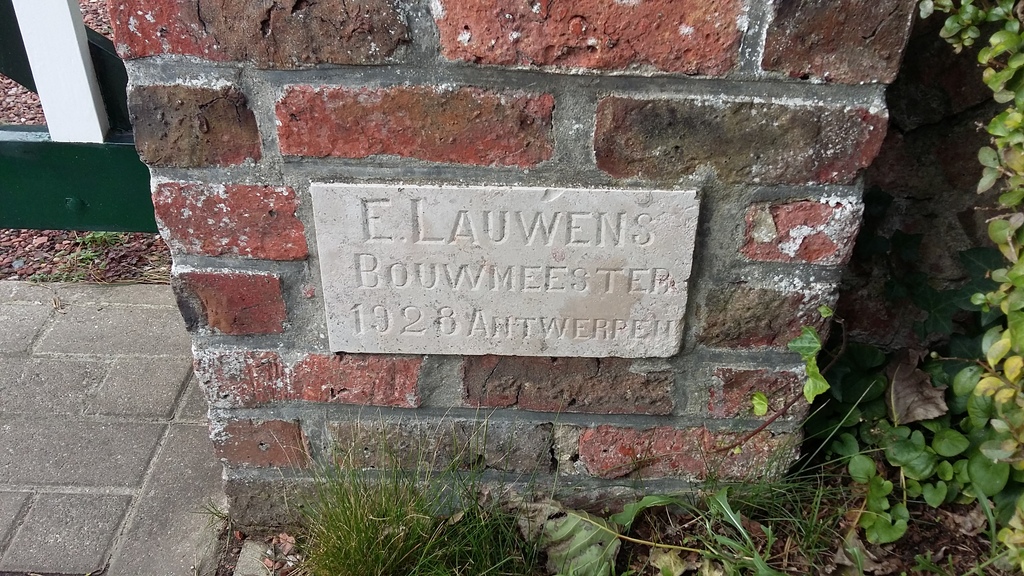 E. LAUWENS
BOUWMEESTER
1928 ANTWERPEN